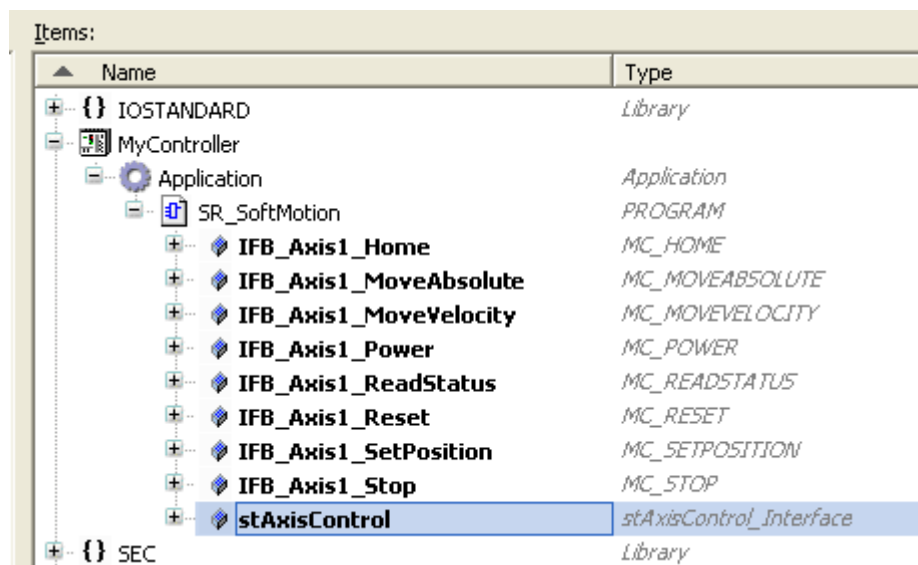 Items:
Name Type
{} IOSTANDARD Library
MyController
Application Application
SR_SoftMotion PROGRAM
IFB_Axis1_Home MC_HOME
IFB_Axis1_MoveAbsolute MC_MOVEABSOLUTE
IFB_Axis1_MoveVelocity MC_MOVEVELOCITY
IFB_Axis1_Power MC_POWER
IFB_Axis1_ReadStatus MC_READSTATUS
IFB_Axis1_Reset MC_RESET
IFB_Axis1_SetPosition MC_SETPOSITION
IFB_Axis1_Stop MC_STOP
stAxisControl stAxisControl_Interface
{} SEC Library